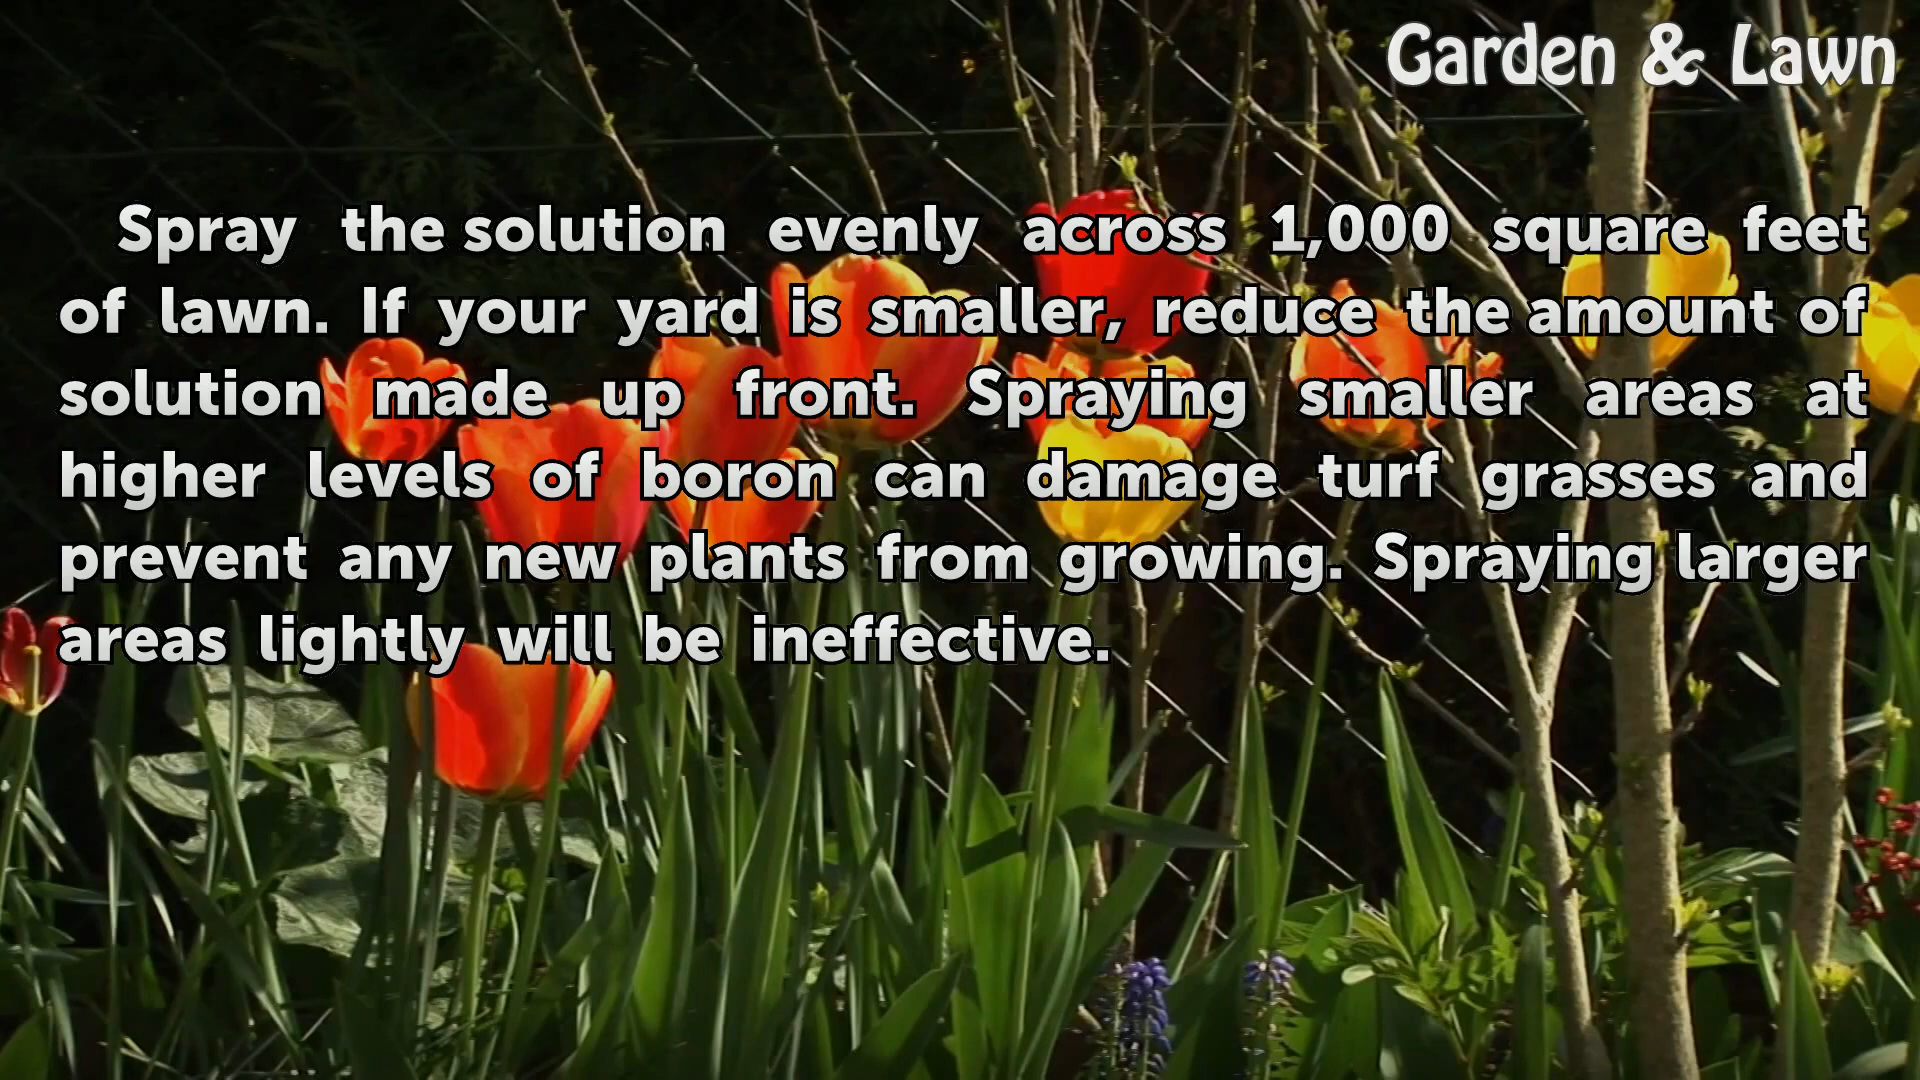 Garden & Lawn
Spray the solution evenly across 1,000 square feet
of lawn. If your yard is smaller, reduce the amount of
solution made up front. Spraying smaller areas at
higher levels of boron can damage turf grasses and
prevent any new plants from growing. Spraying larger
areas lightly will be ineffective.